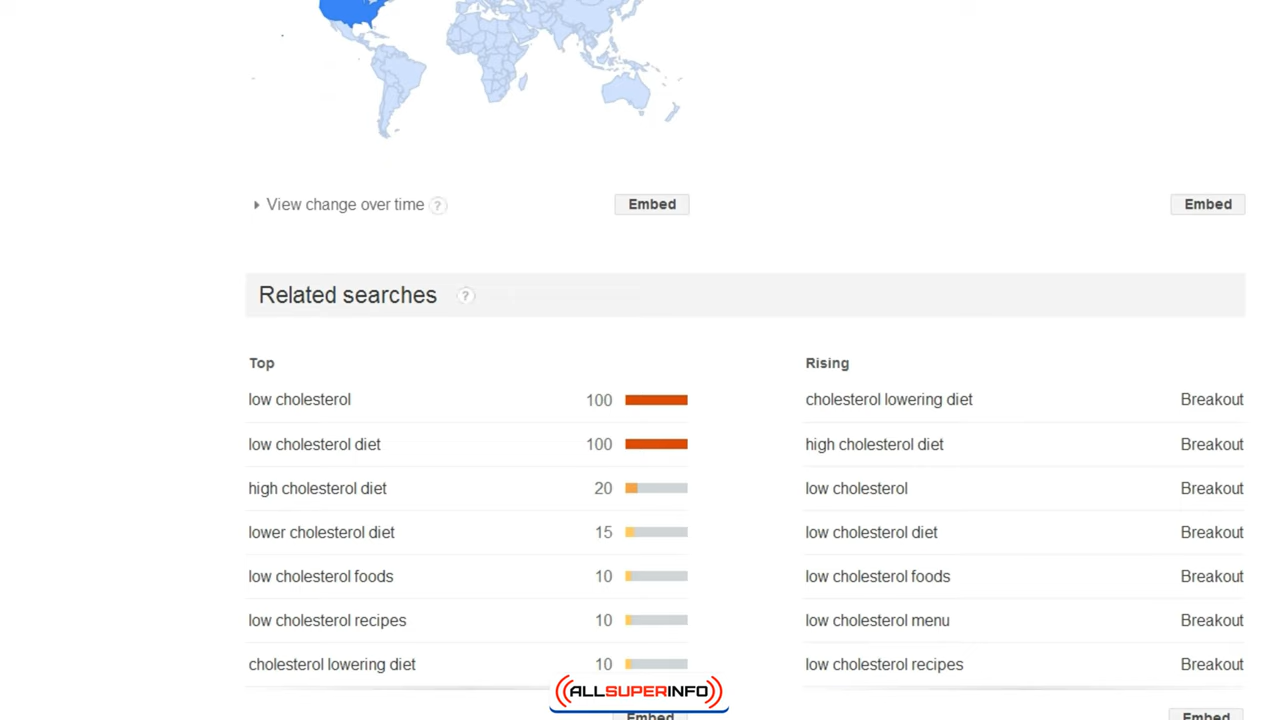 View change over time ? Embed Embed
Related searches ?
Top Rising
low cholesterol 100 cholesterol lowering diet Breakout
low cholesterol diet 100 high cholesterol diet Breakout
high cholesterol diet 20 low cholesterol Breakout
lower cholesterol diet 15 low cholesterol diet Breakout
low cholesterol foods 10 low cholesterol foods Breakout
low cholesterol recipes 10 low cholesterol menu Breakout
cholesterol lowering diet 10 low cholesterol recipes Breakout
ALLSUPERINFO
Embed Embed